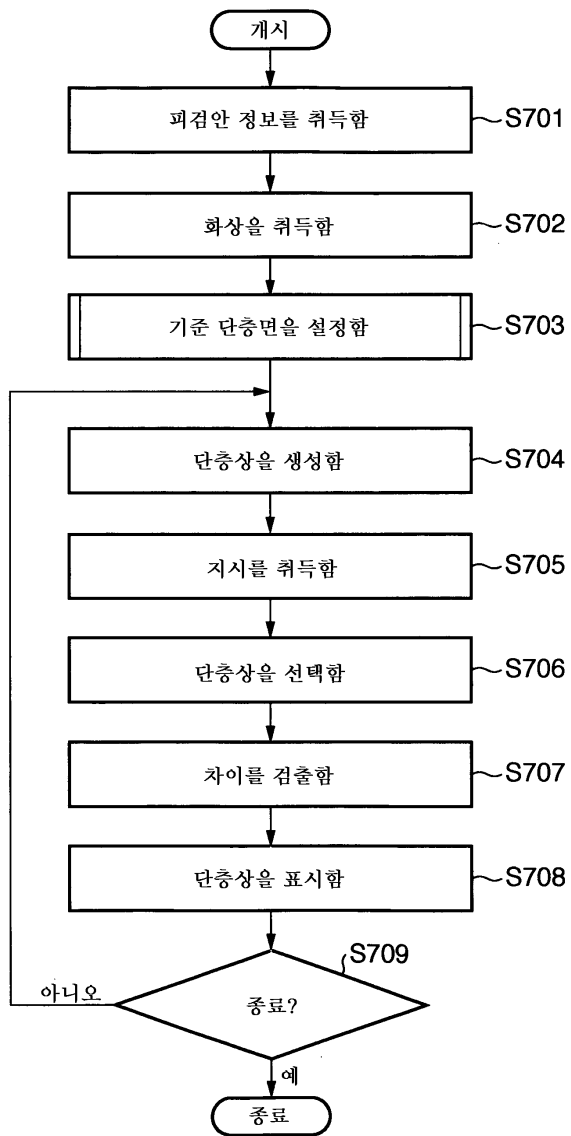 개시
피검안 정보를 취득함
S701
화상을 취득함
S702
기준 단층면을 설정함
S703
단층상을 생성함
S704
지시를 취득함
S705
단층상을 선택함
S706
차이를 검출함
S707
단층상을 표시함
S708
S709
아니오
종료?
예
종료